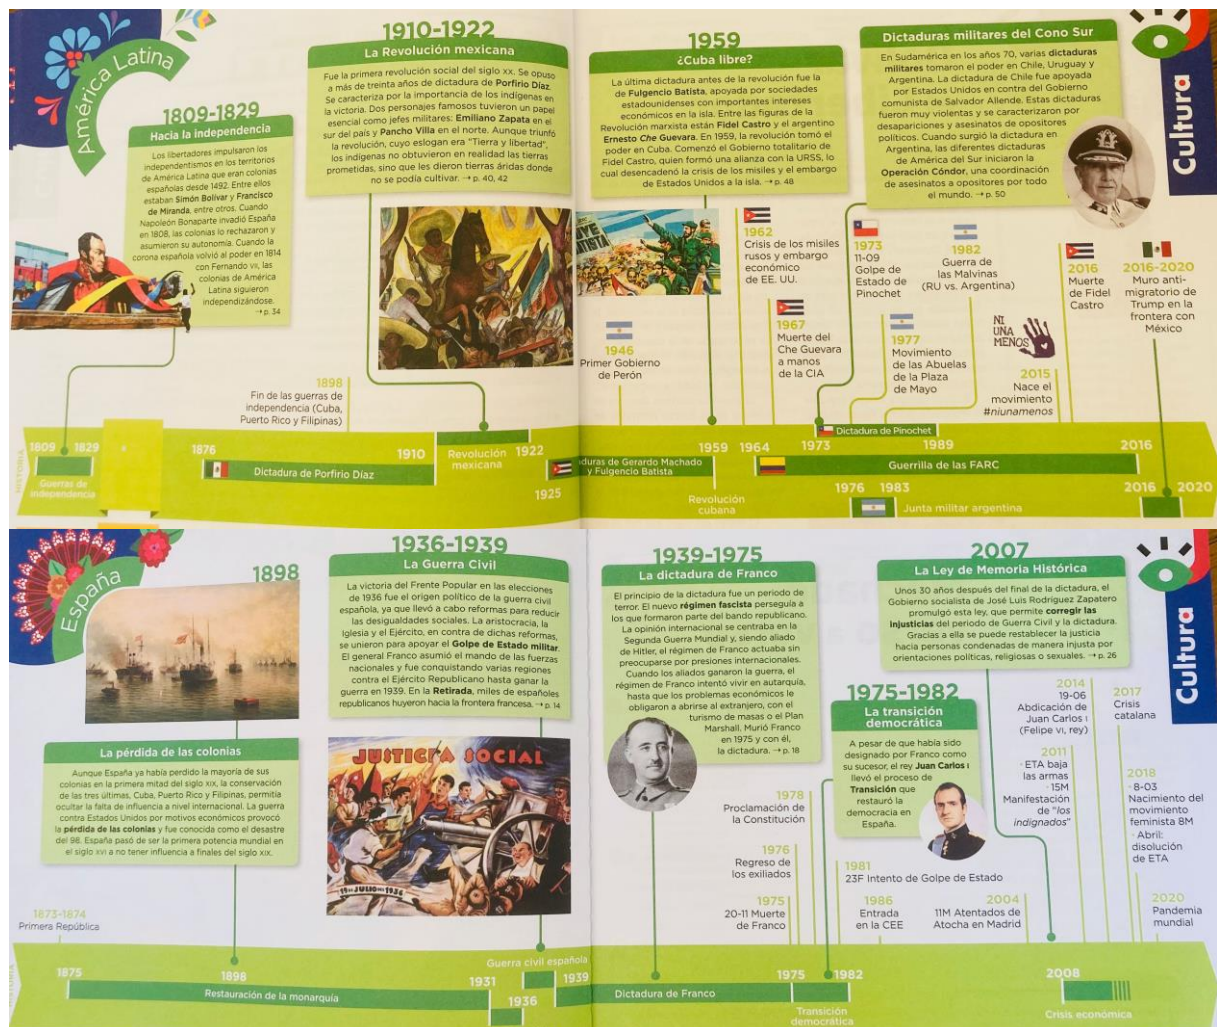 América Latina
1809-1829
Hacia la independencia
Los libertadores impulsaron los
independentismos en los territorios
de América Latina que eran colonias
españolas desde 1492. Entre ellos
estaban Simón Bolívar y Francisco
de Miranda, entre otros. Cuando
Napoleón Bonaparte invadió España
en 1808, las colonias lo rechazaron y
asumieron su autonomía. Cuando la
corona española volvió al poder en 1814
con Fernando VII, las
colonias de América
Latina siguieron
independizándose.
→ p. 34
1910-1922
La Revolución mexicana
Fue la primera revolución social del siglo XX. Se opuso
a más de treinta años de dictadura de Porfirio Díaz.
Se caracteriza por la importancia de los indígenas en
la victoria. Dos personajes famosos tuvieron un papel
esencial como jefes militares: Emiliano Zapata en el
sur del país y Pancho Villa en el norte. Aunque triunfó
la revolución, cuyo eslogan era "Tierra y libertad",
los indígenas no obtuvieron en realidad las tierras
prometidas, sino que les dieron tierras áridas donde
no se podía cultivar. → p. 40, 42
1959
¿Cuba libre?
La última dictadura antes de la revolución fue la
de Fulgencio Batista, apoyada por sociedades
estadounidenses con importantes intereses
económicos en la isla. Entre las figuras de la
Revolución marxista están Fidel Castro y el argentino
Ernesto Che Guevara. En 1959, la revolución tomó el
poder en Cuba. Comenzó el Gobierno totalitario de
Fidel Castro, quien formó una alianza con la URSS, lo
cual desencadenó la crisis de los misiles y el embargo
de Estados Unidos a la isla. → p. 48
Dictaduras militares del Cono Sur
En Sudamérica en los años 70, varias dictaduras
militares tomaron el poder en Chile, Uruguay y
Argentina. La dictadura de Chile fue apoyada
por Estados Unidos en contra del Gobierno
comunista de Salvador Allende. Estas dictaduras
fueron muy violentas y se caracterizaron por
desapariciones y asesinatos de opositores
políticos. Cuando surgió la dictadura en
Argentina, las diferentes dictaduras
de América del Sur iniciaron la
Operación Cóndor, una coordinación
de asesinatos a opositores por todo
el mundo. → p. 50
Cultura
1898
Fin de las guerras de
independencia (Cuba,
Puerto Rico y Filipinas)
1946
Primer Gobierno
de Perón
1962
Crisis de los misiles
rusos y embargo
económico
de EE. UU.
1967
Muerte del
Che Guevara
a manos
de la CIA
1973
11-09
Golpe de
Estado de
Pinochet
1982
Guerra de
las Malvinas
(RU vs. Argentina)
1977
Movimiento
de las Abuelas
de la Plaza
de Mayo
NI
UNA
MENOS
2015
Nace el
movimiento
#niunamenos
2016
Muerte
de Fidel
Castro
2016-2020
Muro anti-
migratorio de
Trump en la
frontera con
México
HISTORIA
1809 1829
Guerras de
independencia
1876
1910
Dictadura de Porfirio Díaz
Revolución
mexicana
1922
1925
duras de Gerardo Machado
y Fulgencio Batista
1959
Revolución
cubana
1964
2016
Guerrilla de las FARC
1973
1989
Dictadura de Pinochet
1976 1983
Junta militar argentina
2016 2020
España
1898
La pérdida de las colonias
Aunque España ya había perdido la mayoría de sus
colonias en la primera mitad del siglo XIX, la conservación
de las tres últimas, Cuba, Puerto Rico y Filipinas, permitía
ocultar la falta de influencia a nivel internacional. La guerra
contra Estados Unidos por motivos económicos provocó
la pérdida de las colonias y fue conocida como el desastre
del 98. España pasó de ser la primera potencia mundial en
el siglo XVI a no tener influencia a finales del siglo XIX.
1936-1939
La Guerra Civil
La victoria del Frente Popular en las elecciones
de 1936 fue el origen político de la guerra civil
española, ya que llevó a cabo reformas para reducir
las desigualdades sociales. La aristocracia, la
Iglesia y el Ejército, en contra de dichas reformas,
se unieron para apoyar el Golpe de Estado militar.
El general Franco asumió el mando de las fuerzas
nacionales y fue conquistando varias regiones
contra el Ejército Republicano hasta ganar la
guerra en 1939. En la Retirada, miles de españoles
republicanos huyeron hacia la frontera francesa. → p. 14
JUSTICIA SOCIAL
19 DE JULIO DEL 1936
1939-1975
La dictadura de Franco
El principio de la dictadura fue un periodo de
terror. El nuevo régimen fascista perseguía a
los que formaron parte del bando republicano.
La opinión internacional se centraba en la
Segunda Guerra Mundial y, siendo aliado
de Hitler, el régimen de Franco actuaba sin
preocuparse por presiones internacionales.
Cuando los aliados ganaron la guerra, el
régimen de Franco intentó vivir en autarquía,
hasta que los problemas económicos le
obligaron a abrirse al extranjero, con el
turismo de masas o el Plan
Marshall. Murió Franco
en 1975 y con él,
la dictadura. → p. 18
1975-1982
La transición
democrática
A pesar de que había sido
designado por Franco como
su sucesor, el rey Juan Carlos I
llevó el proceso de
Transición que
restauró la
democracia en
España.
2007
La Ley de Memoria Histórica
Unos 30 años después del final de la dictadura, el
Gobierno socialista de José Luis Rodríguez Zapatero
promulgó esta ley, que permite corregir las
injusticias del periodo de Guerra Civil y la dictadura.
Gracias a ella se puede restablecer la justicia
hacia personas condenadas de manera injusta por
orientaciones políticas, religiosas o sexuales. → p. 26
Cultura
1873-1874
Primera República
1978
Proclamación de
la Constitución
1976
Regreso de
los exiliados
1975
20-11 Muerte
de Franco
1981
23F Intento de Golpe de Estado
1986
Entrada
en la CEE
2004
11M Atentados de
Atocha en Madrid
2014
19-06
Abdicación de
Juan Carlos I
(Felipe VI, rey)
2011
· ETA baja
las armas
· 15M
Manifestación
de "los
indignados"
2017
Crisis
catalana
2018
· 8-03
Nacimiento del
movimiento
feminista 8M
· Abril:
disolución
de ETA
2020
Pandemia
mundial
HISTORIA
1875
1898
1931
Restauración de la monarquía
1936
Guerra civil española
1939
Dictadura de Franco
1975
1982
Transición
democrática
2008
Crisis económica